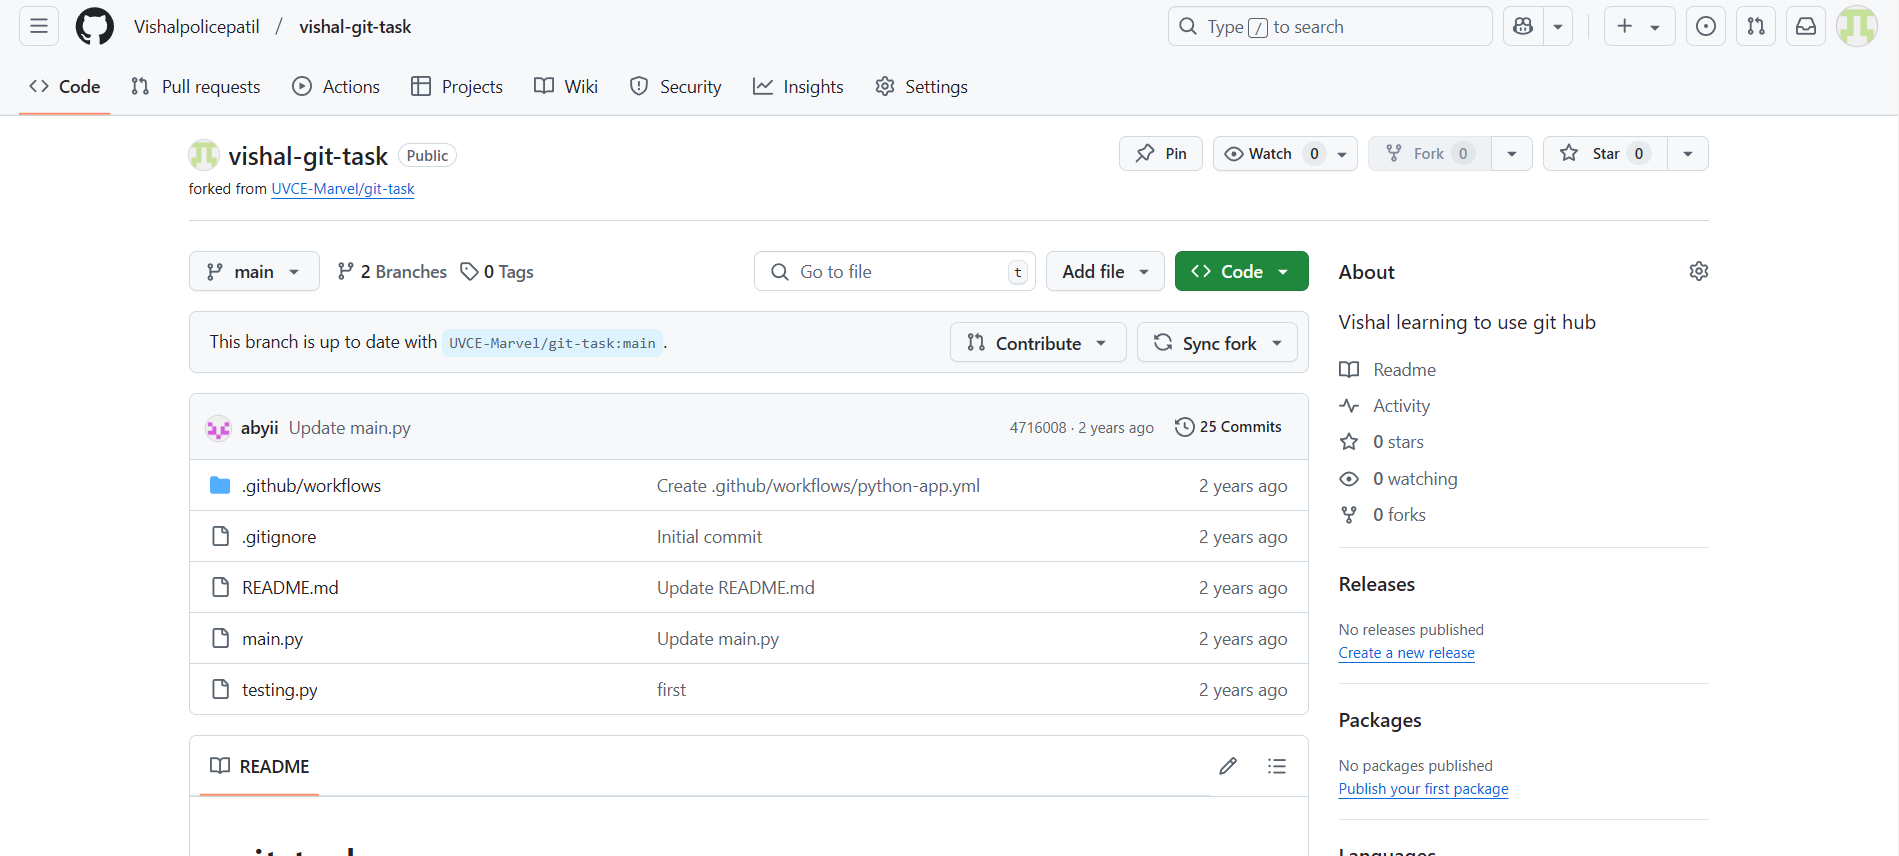 Vishalpolicepatil / vishal-git-task
Type / to search
Code Pull requests Actions Projects Wiki Security Insights Settings
vishal-git-task Public
Pin Watch 0 Fork 0 Star 0
forked from UVCE-Marvel/git-task
main 2 Branches 0 Tags Go to file t Add file Code
This branch is up to date with UVCE-Marvel/git-task:main. Contribute Sync fork
abyii Update main.py 4716008 · 2 years ago 25 Commits
.github/workflows Create .github/workflows/python-app.yml 2 years ago
.gitignore Initial commit 2 years ago
README.md Update README.md 2 years ago
main.py Update main.py 2 years ago
testing.py first 2 years ago
README
About
Vishal learning to use git hub
Readme
Activity
0 stars
0 watching
0 forks
Releases
No releases published
Create a new release
Packages
No packages published
Publish your first package
Languages